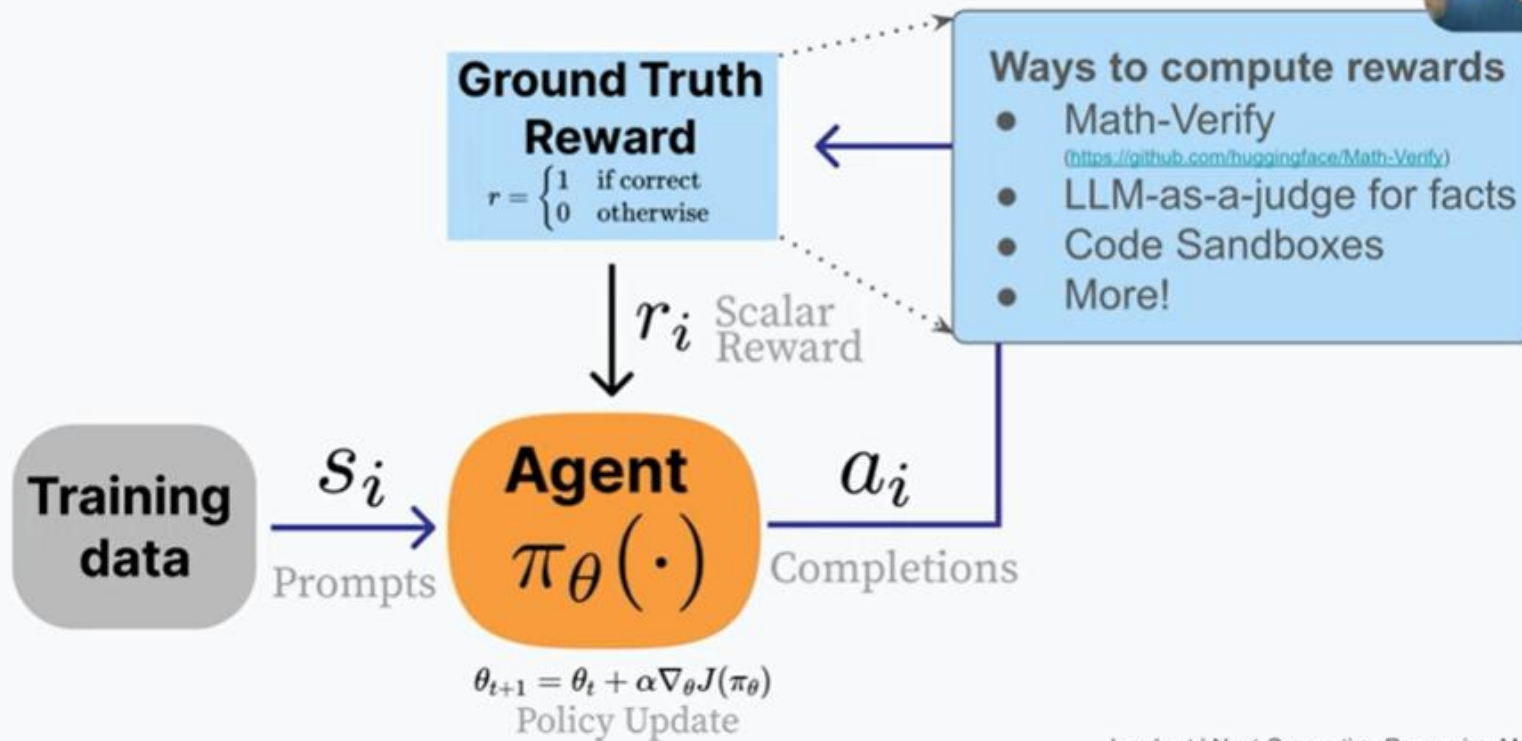 Ground Truth
Reward
r = {1 if correct
0 otherwise
Ways to compute rewards
● Math-Verify
(https://github.com/huggingface/Math-Verify)
● LLM-as-a-judge for facts
● Code Sandboxes
● More!
r_i Scalar
Reward
Training
data
s_i
Prompts
Agent
π_θ(·)
a_i
Completions
θ_{t+1} = θ_t + α∇_θJ(π_θ)
Policy Update